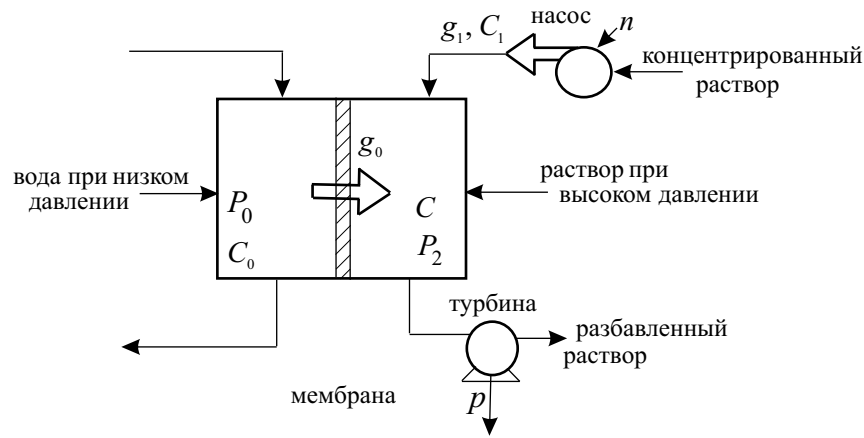 g₁, C₁
насос
n
концентрированный
раствор
g₀
вода при низком
давлении
P₀
C₀
C
P₂
раствор при
высоком давлении
турбина
разбавленный
раствор
p
мембрана